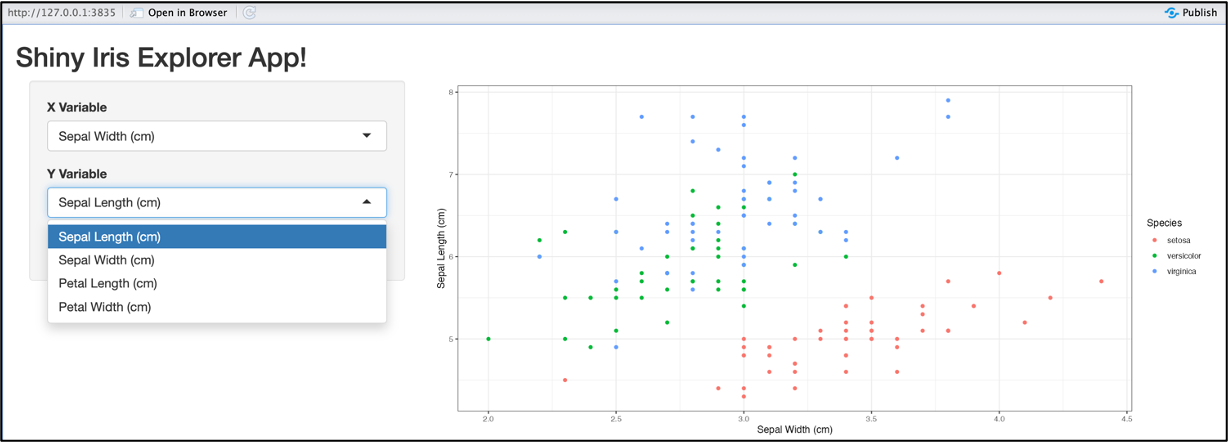 http://127.0.0.1:3835 Open in Browser Publish
Shiny Iris Explorer App!
X Variable
Sepal Width (cm)
Y Variable
Sepal Length (cm)
Sepal Length (cm)
Sepal Width (cm)
Petal Length (cm)
Petal Width (cm)
8
7
6
5
Sepal Length (cm)
2.0 2.5 3.0 3.5 4.0 4.5
Sepal Width (cm)
Species
setosa
versicolor
virginica